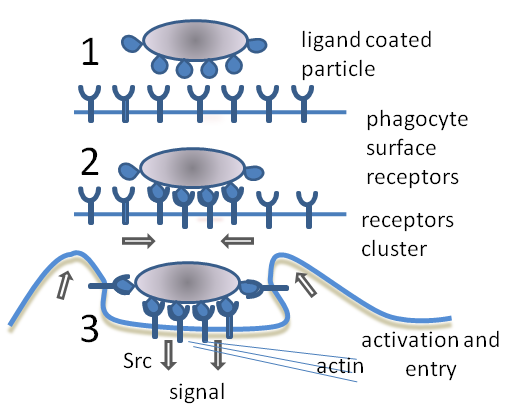 1
ligand coated
particle
phagocyte
surface
receptors
2
receptors
cluster
3
activation and
entry
Src
actin
signal